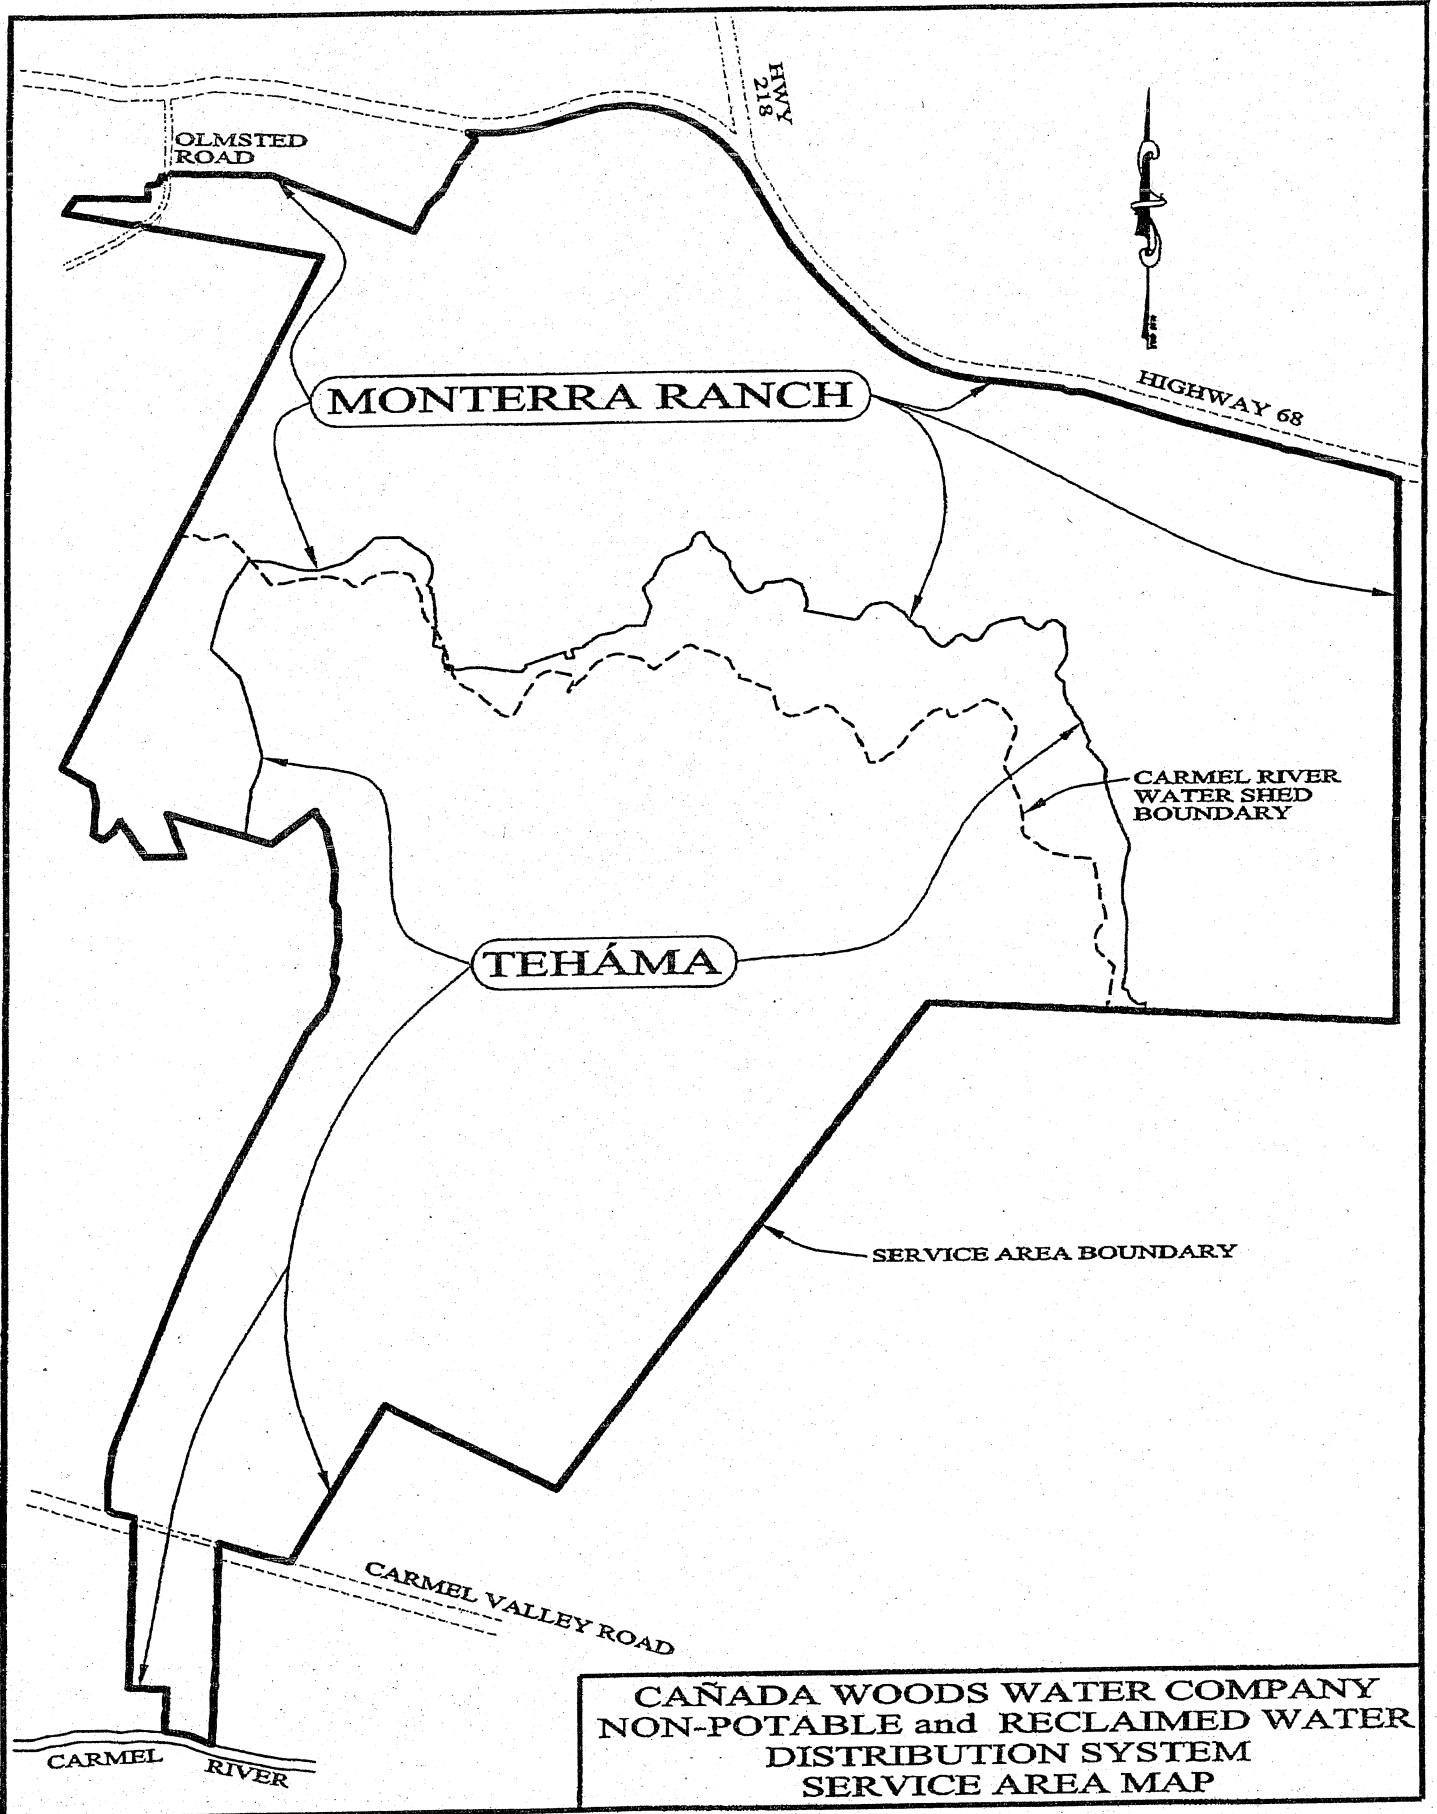 HWY
218
OLMSTED
ROAD
HIGHWAY 68
MONTERRA RANCH
CARMEL RIVER
WATER SHED
BOUNDARY
TEHÁMA
SERVICE AREA BOUNDARY
CARMEL VALLEY ROAD
CARMEL RIVER
CAÑADA WOODS WATER COMPANY
NON-POTABLE and RECLAIMED WATER
DISTRIBUTION SYSTEM
SERVICE AREA MAP